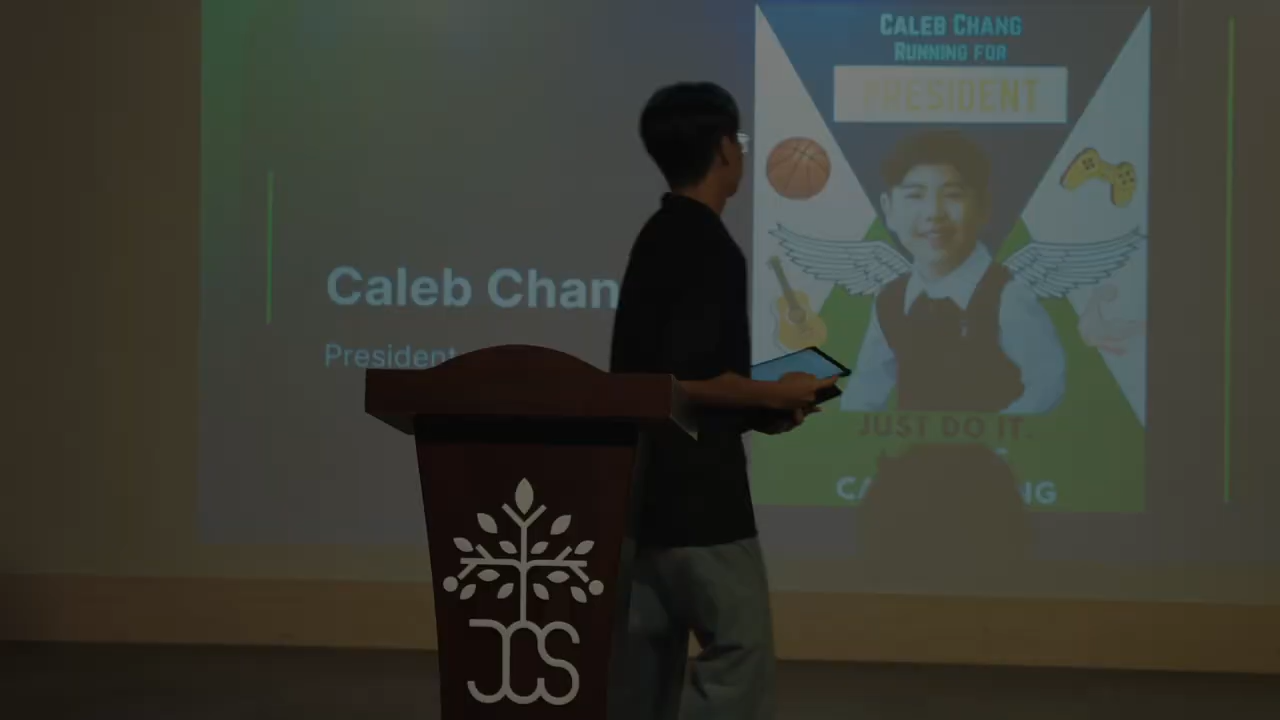 CALEB CHANG
RUNNING FOR
PRESIDENT
Caleb Chan
President
JUST DO IT.
JCS